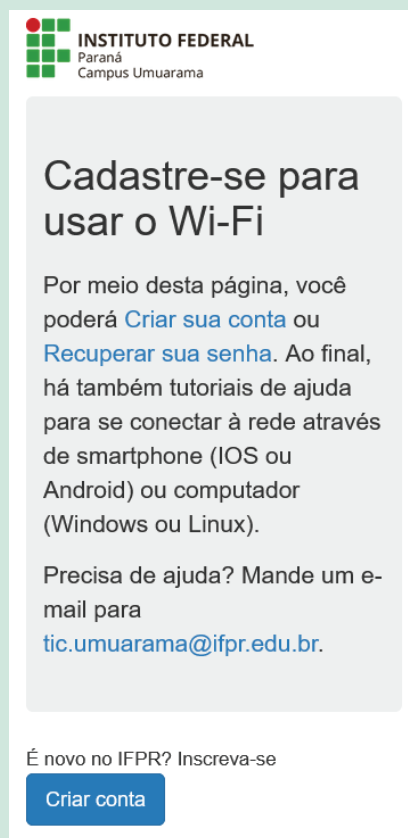 INSTITUTO FEDERAL
Paraná
Campus Umuarama
Cadastre-se para
usar o Wi-Fi
Por meio desta página, você
poderá Criar sua conta ou
Recuperar sua senha. Ao final,
há também tutoriais de ajuda
para se conectar à rede através
de smartphone (IOS ou
Android) ou computador
(Windows ou Linux).
Precisa de ajuda? Mande um e-
mail para
tic.umuarama@ifpr.edu.br.
É novo no IFPR? Inscreva-se
Criar conta